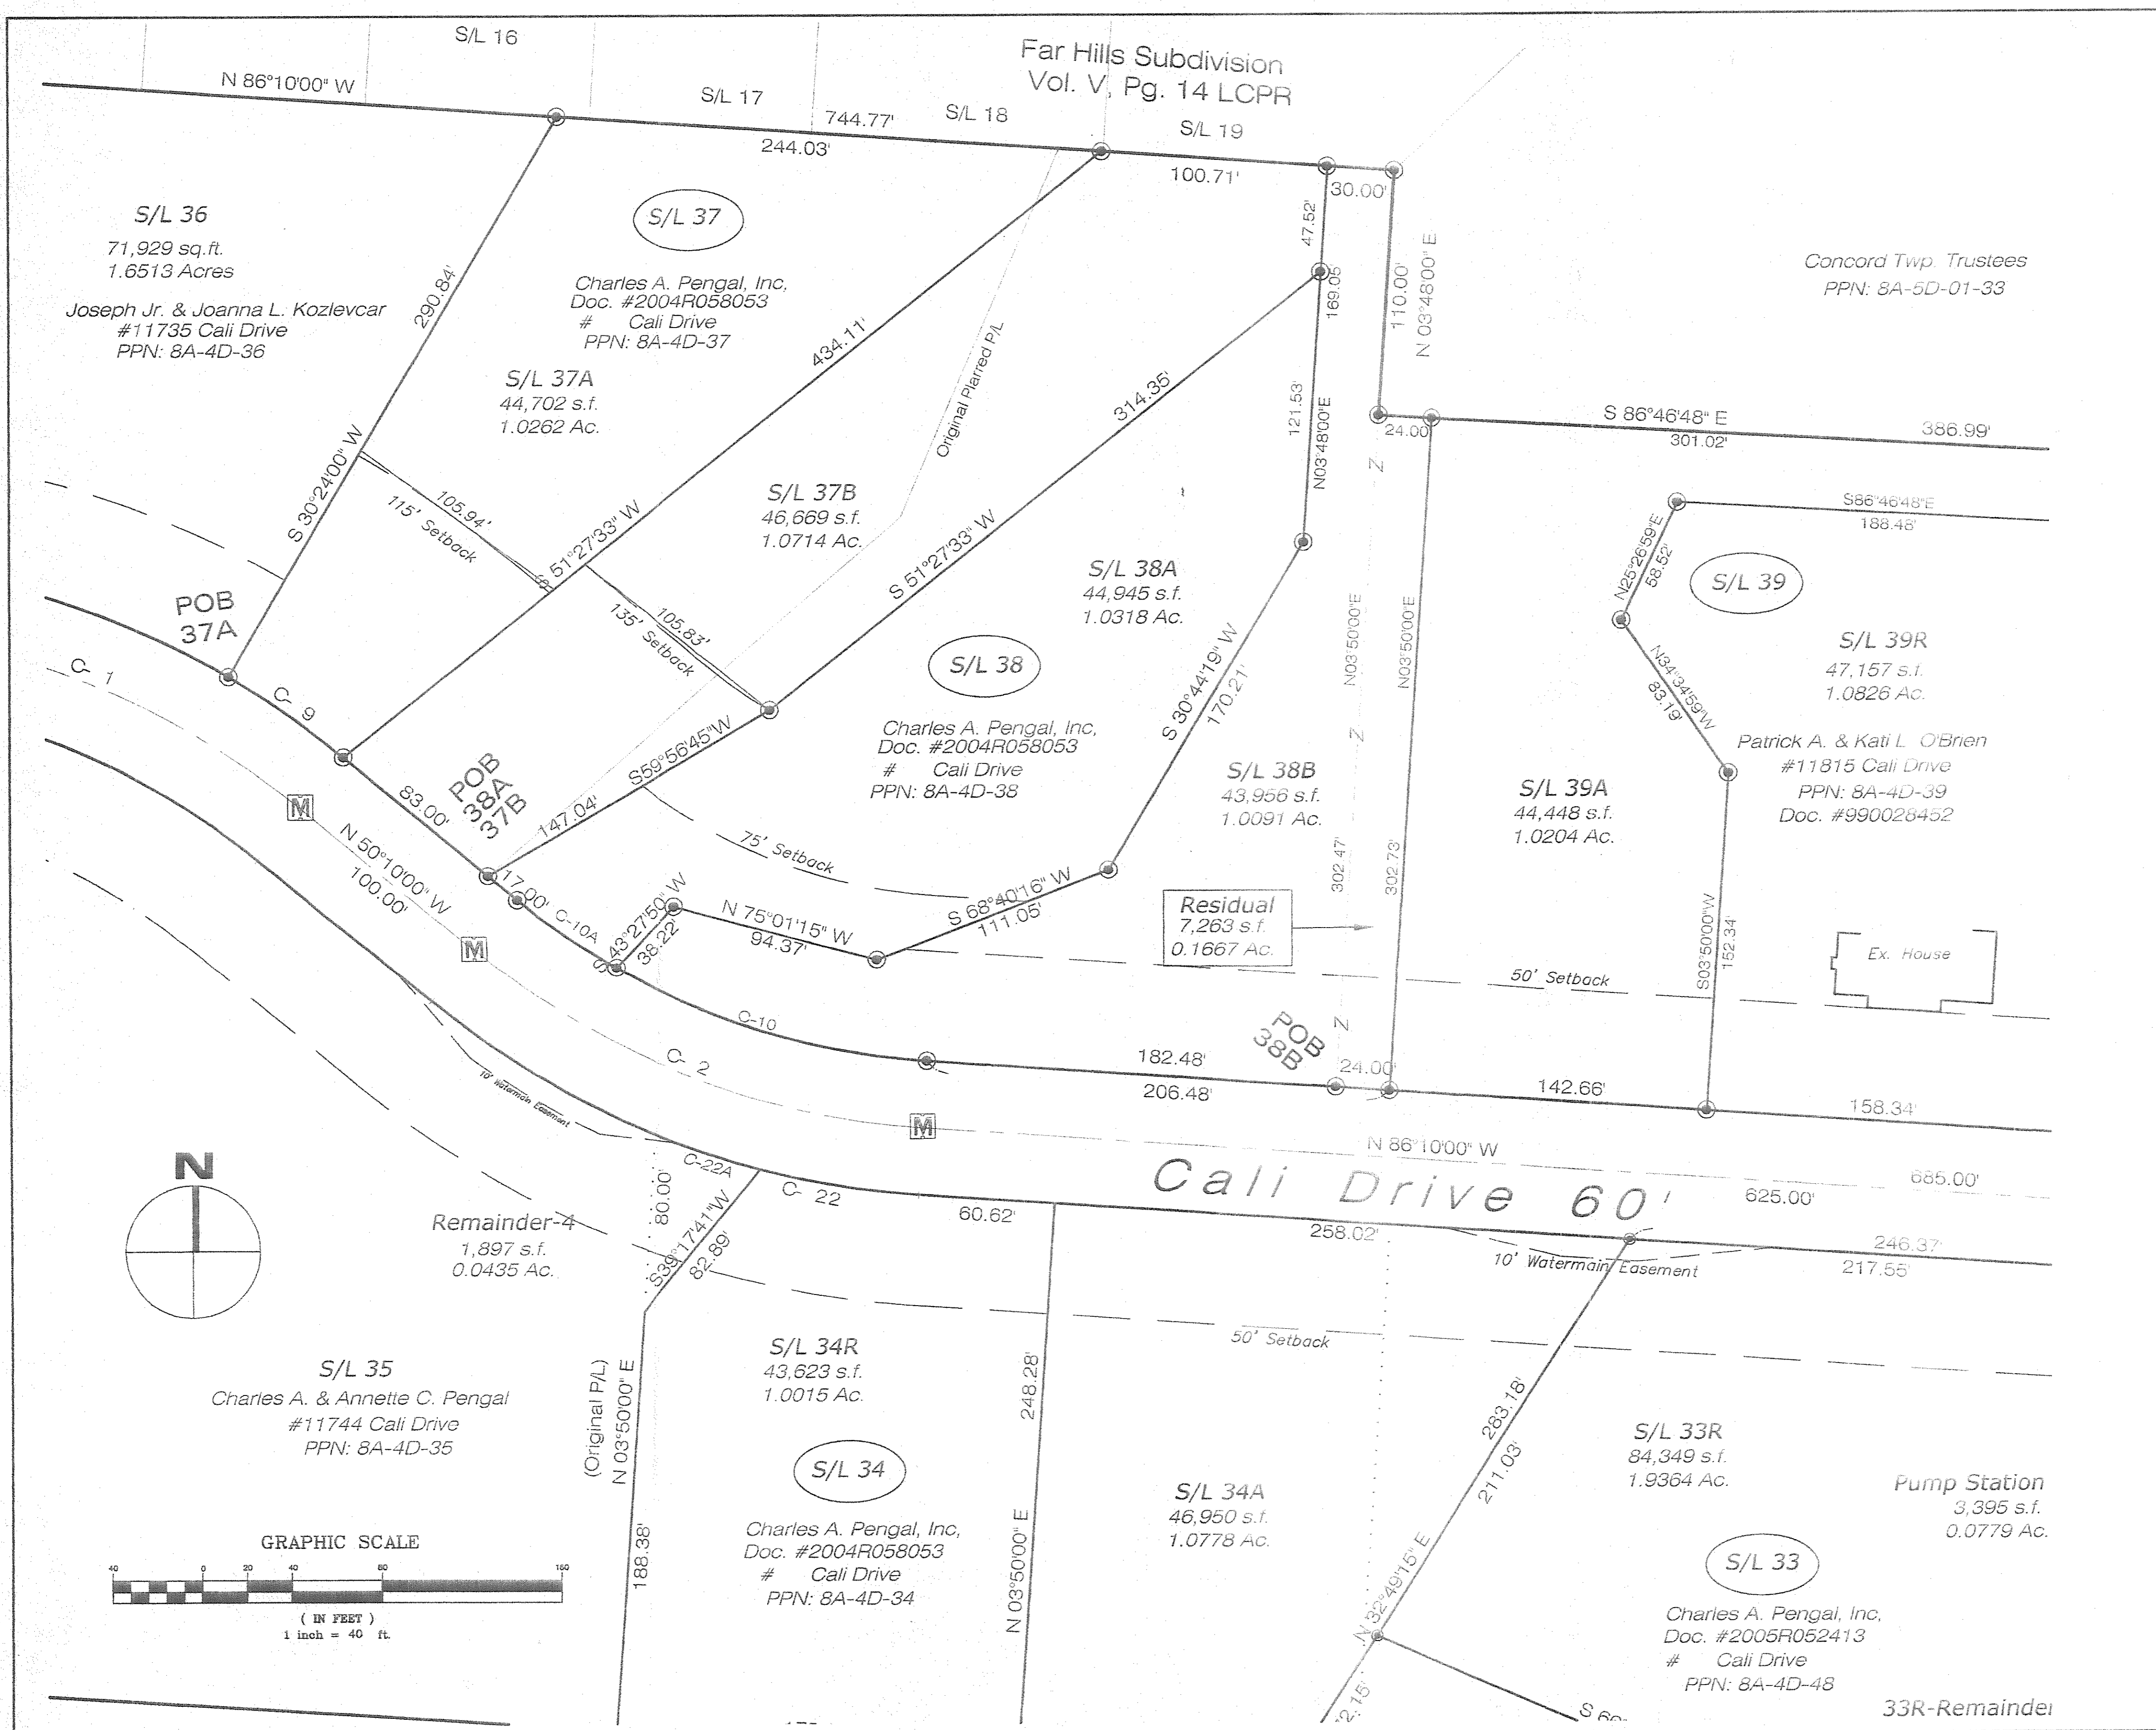 S/L 16
Far Hills Subdivision
Vol. V, Pg. 14 LCPR
N 86°10'00" W
S/L 17
744.77'
S/L 18
S/L 19
244.03'
100.71'
30.00'
S/L 36
71,929 sq.ft.
1.6513 Acres
Joseph Jr. & Joanna L. Kozlevcar
#11735 Cali Drive
PPN: 8A-4D-36
290.84'
S 30°24'00" W
S/L 37
Charles A. Pengal, Inc,
Doc. #2004R058053
# Cali Drive
PPN: 8A-4D-37
S/L 37A
44,702 s.f.
1.0262 Ac.
434.11'
S 51°27'33" W
Original Plarred P/L
47.52'
169.05'
110.00'
N 03°48'00" E
Concord Twp. Trustees
PPN: 8A-5D-01-33
314.35'
S 51°27'33" W
121.53'
N03°48'00"E
24.00'
S 86°46'48" E
301.02'
386.99'
105.94'
115' Setback
S/L 37B
46,669 s.f.
1.0714 Ac.
105.83'
135' Setback
S/L 38A
44,945 s.f.
1.0318 Ac.
S86°46'48"E
188.48'
N25°26'59"E
58.52'
S/L 39
S/L 39R
47,157 s.f.
1.0826 Ac.
N34°34'59"W
83.19'
Patrick A. & Kati L. O'Brien
#11815 Cali Drive
PPN: 8A-4D-39
Doc. #990028452
POB
37A
C- 1
C- 9
S/L 38
Charles A. Pengal, Inc,
Doc. #2004R058053
# Cali Drive
PPN: 8A-4D-38
S 30°44'19" W
170.21'
Z
N03°50'00"E
N03°50'00"E
Z
S/L 38B
43,956 s.f.
1.0091 Ac.
S/L 39A
44,448 s.f.
1.0204 Ac.
M
83.00'
POB
38A
37B
S59°56'45"W
147.04'
75' Setback
N 50°10'00" W
100.00'
17.00'
C-10A
S 43°27'50" W
38.22'
N 75°01'15" W
94.37'
S 68°40'16" W
111.05'
302.47'
302.73'
Residual
7,263 s.f.
0.1667 Ac.
50' Setback
S03°50'00"W
152.34'
Ex. House
M
C-10
C- 2
Z
POB
38B
182.48'
206.48'
24.00'
142.66'
158.34'
M
N 86°10'00" W
Cali Drive 60'
685.00'
625.00'
10' Watermain Easement
C-22A
C- 22
60.62'
258.02'
246.37'
217.55'
10' Watermain Easement
N
80.00'
S39°17'41"W
82.89'
Remainder-4
1,897 s.f.
0.0435 Ac.
50' Setback
S/L 35
Charles A. & Annette C. Pengal
#11744 Cali Drive
PPN: 8A-4D-35
(Original P/L)
N 03°50'00" E
188.38'
S/L 34R
43,623 s.f.
1.0015 Ac.
S/L 34
Charles A. Pengal, Inc,
Doc. #2004R058053
# Cali Drive
PPN: 8A-4D-34
248.28'
N 03°50'00" E
S/L 34A
46,950 s.f.
1.0778 Ac.
283.18'
211.03'
N 32°49'15" E
S/L 33R
84,349 s.f.
1.9364 Ac.
Pump Station
3,395 s.f.
0.0779 Ac.
S/L 33
Charles A. Pengal, Inc,
Doc. #2005R052413
# Cali Drive
PPN: 8A-4D-48
33R-Remainder
GRAPHIC SCALE
40 0 20 40 80 160
( IN FEET )
1 inch = 40 ft.